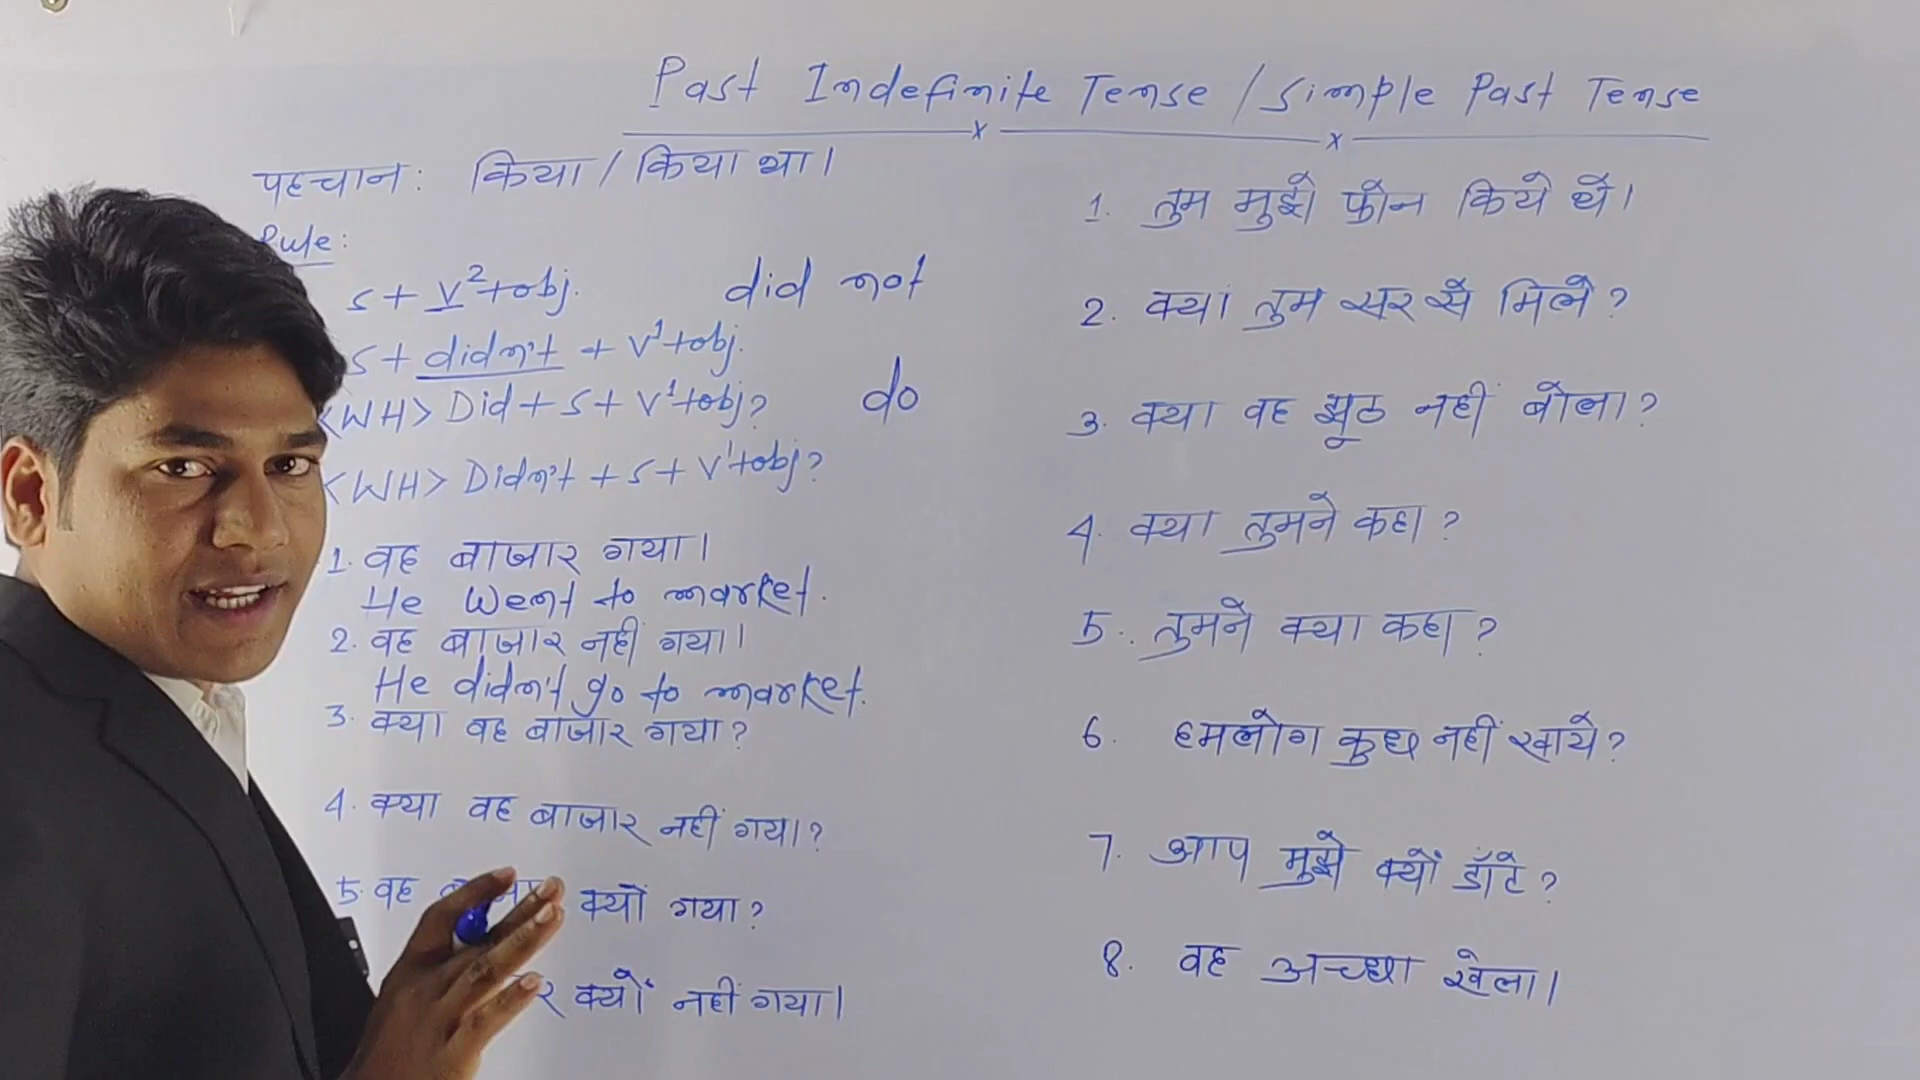 Past Indefinite Tense / Simple Past Tense
पहचान: किया / किया था।
Rule:
S + V2 + obj.
did not
S + didn't + V1 + obj.
<WH> Did + S + V1 + obj?
do
<WH> Didn't + S + V1 + obj?
1. वह बाजार गया।
He Went to market.
2. वह बाजार नहीं गया।
He didn't go to market.
3. क्या वह बाजार गया?
4. क्या वह बाजार नहीं गया?
5. वह क्यों गया?
क्यों नहीं गया।
1. तुम मुझे फोन किये थे।
2. क्या तुम सर से मिले?
3. क्या वह झूठ नहीं बोला?
4. क्या तुमने कहा?
5. तुमने क्या कहा?
6. हमलोग कुछ नहीं खाये?
7. आप मुझे क्यों डॉटे?
8. वह अच्छा खेला।